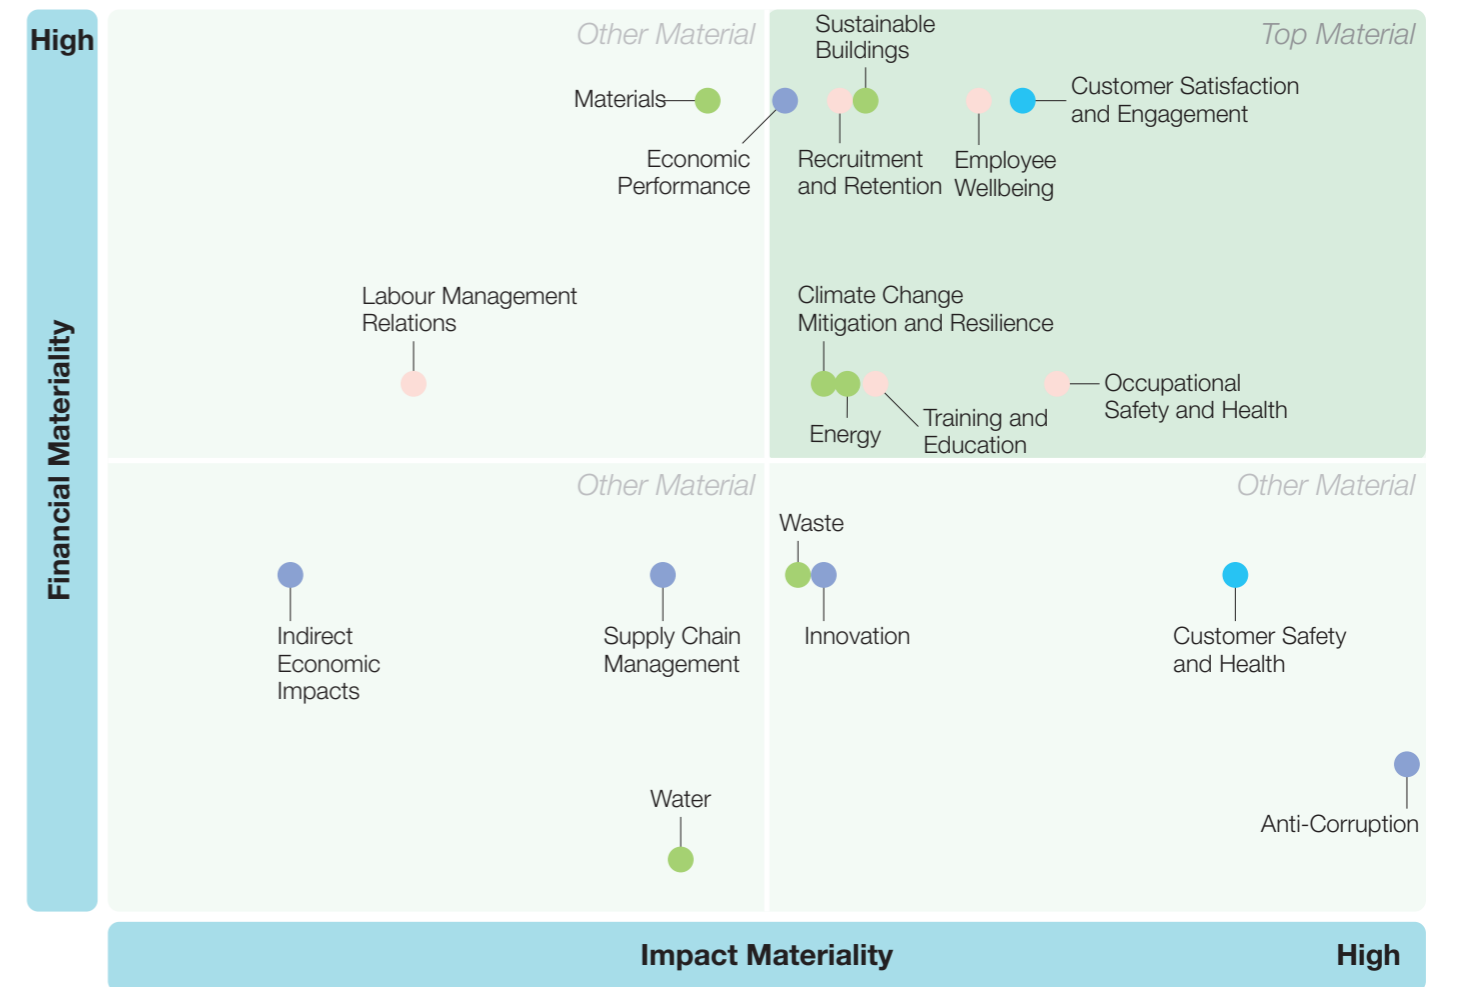 High
Financial Materiality
Other Material
Top Material
Sustainable
Buildings
Materials
Customer Satisfaction
and Engagement
Economic
Performance
Recruitment
and Retention
Employee
Wellbeing
Labour Management
Relations
Climate Change
Mitigation and Resilience
Occupational
Safety and Health
Energy
Training and
Education
Other Material
Other Material
Waste
Indirect
Economic
Impacts
Supply Chain
Management
Innovation
Customer Safety
and Health
Water
Anti-Corruption
Impact Materiality
High